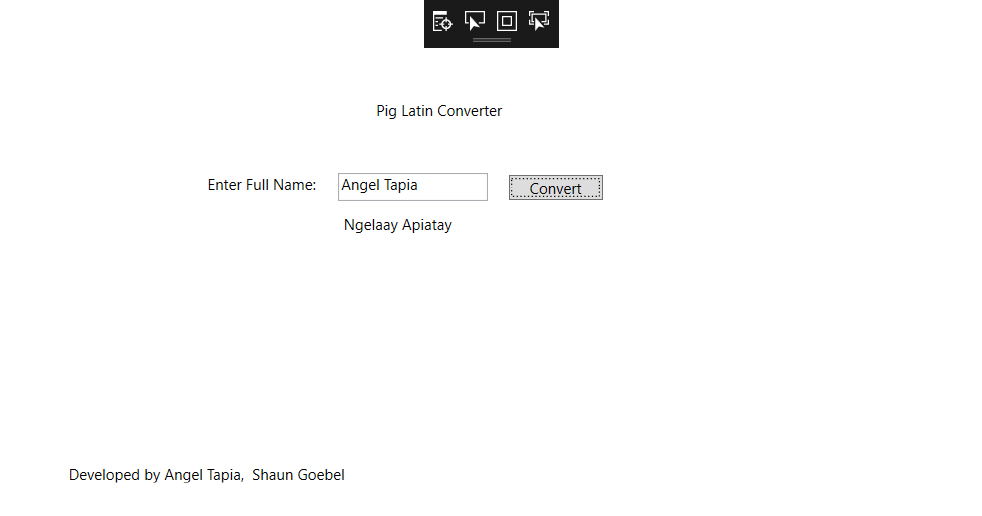 Pig Latin Converter
Enter Full Name: Angel Tapia Convert
Ngelaay Apiatay
Developed by Angel Tapia, Shaun Goebel